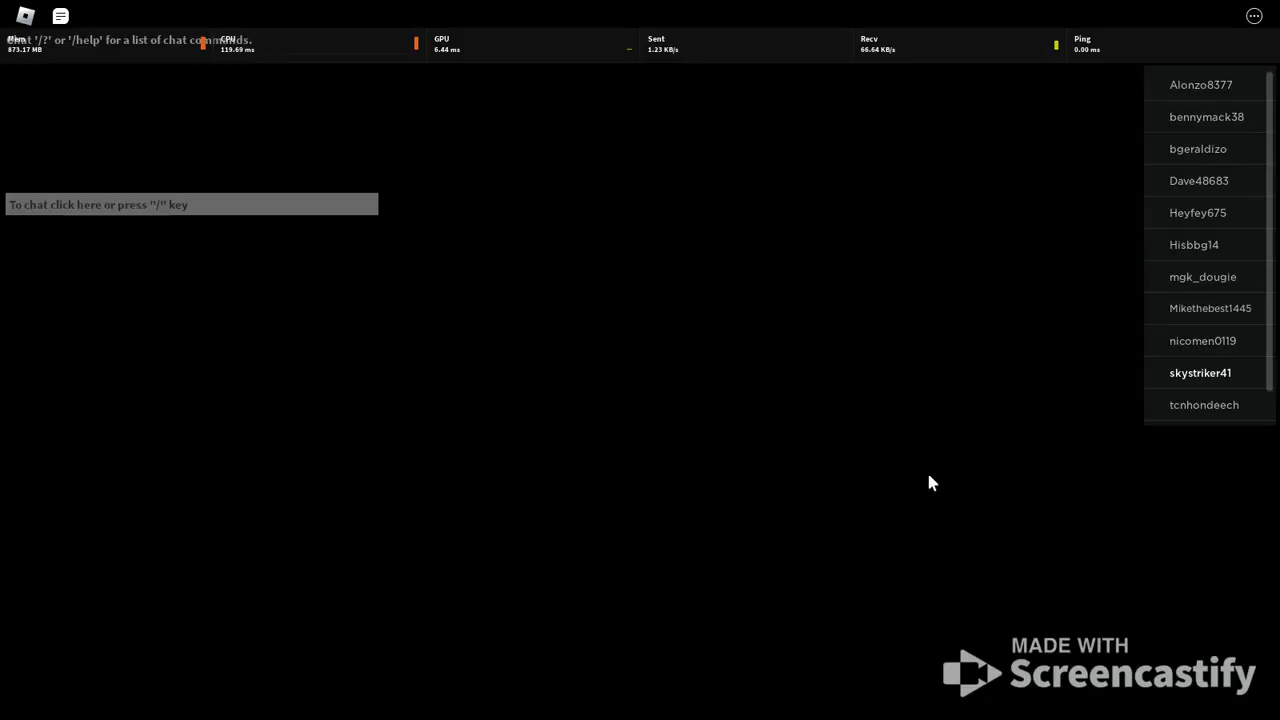 Chat '/?' or '/help' for a list of chat commands.
Mem
873.17 MB
CPU
119.69 ms
GPU
6.44 ms
Sent
1.23 KB/s
Recv
66.64 KB/s
Ping
0.00 ms
To chat click here or press "/" key
Alonzo8377
bennymack38
bgeraldizo
Dave48683
Heyfey675
Hisbbg14
mgk_dougie
Mikethebest1445
nicomen0119
skystriker41
tcnhondeech
MADE WITH
Screencastify